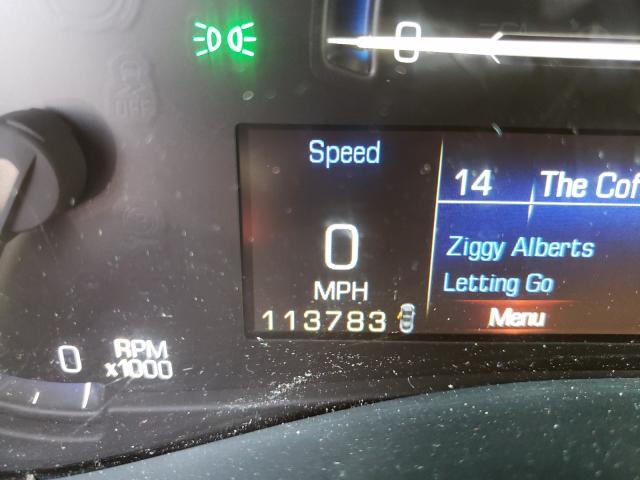 0
OFF
Speed
14 The Cof
0
MPH
Ziggy Alberts
Letting Go
113783
Menu
0 RPM
x1000